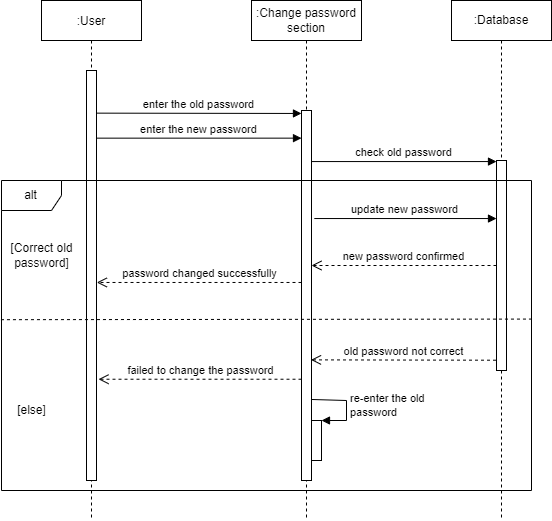 :User
:Change password
section
:Database
enter the old password
enter the new password
check old password
alt
update new password
[Correct old
password]
new password confirmed
password changed successfully
old password not correct
failed to change the password
re-enter the old
password
[else]